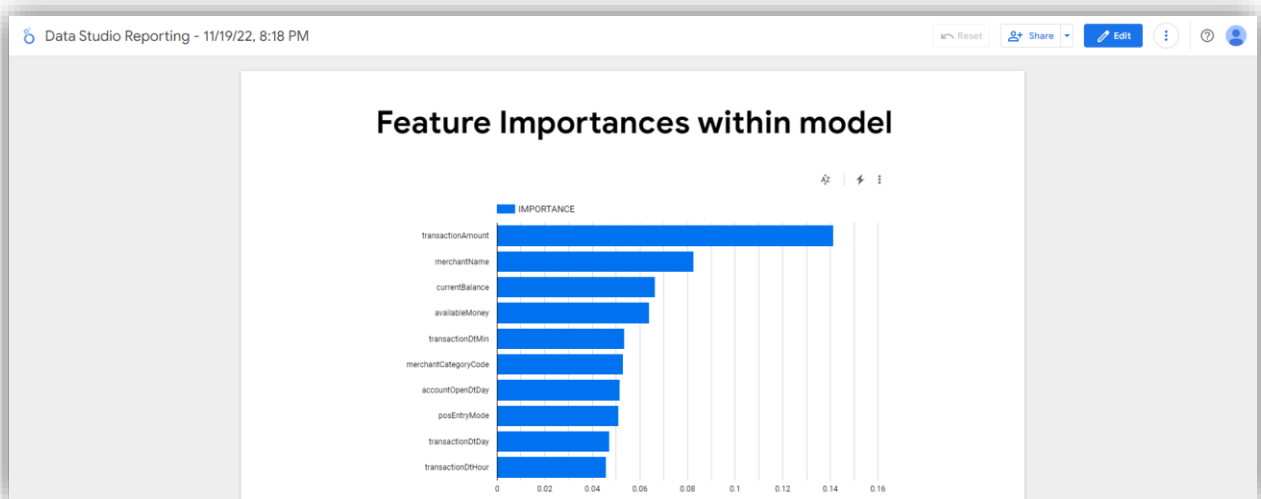 Data Studio Reporting - 11/19/22, 8:18 PM
Reset
Share
Edit
Feature Importances within model
IMPORTANCE
transactionAmount
merchantName
currentBalance
availableMoney
transactionDtMin
merchantCategoryCode
accountOpenDtDay
posEntryMode
transactionDtDay
transactionDtHour
0 0.02 0.04 0.06 0.08 0.1 0.12 0.14 0.16